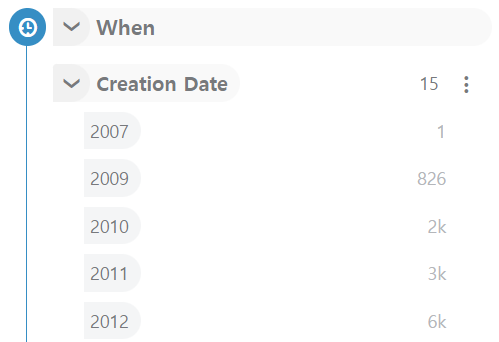 When
Creation Date 15
2007 1
2009 826
2010 2k
2011 3k
2012 6k